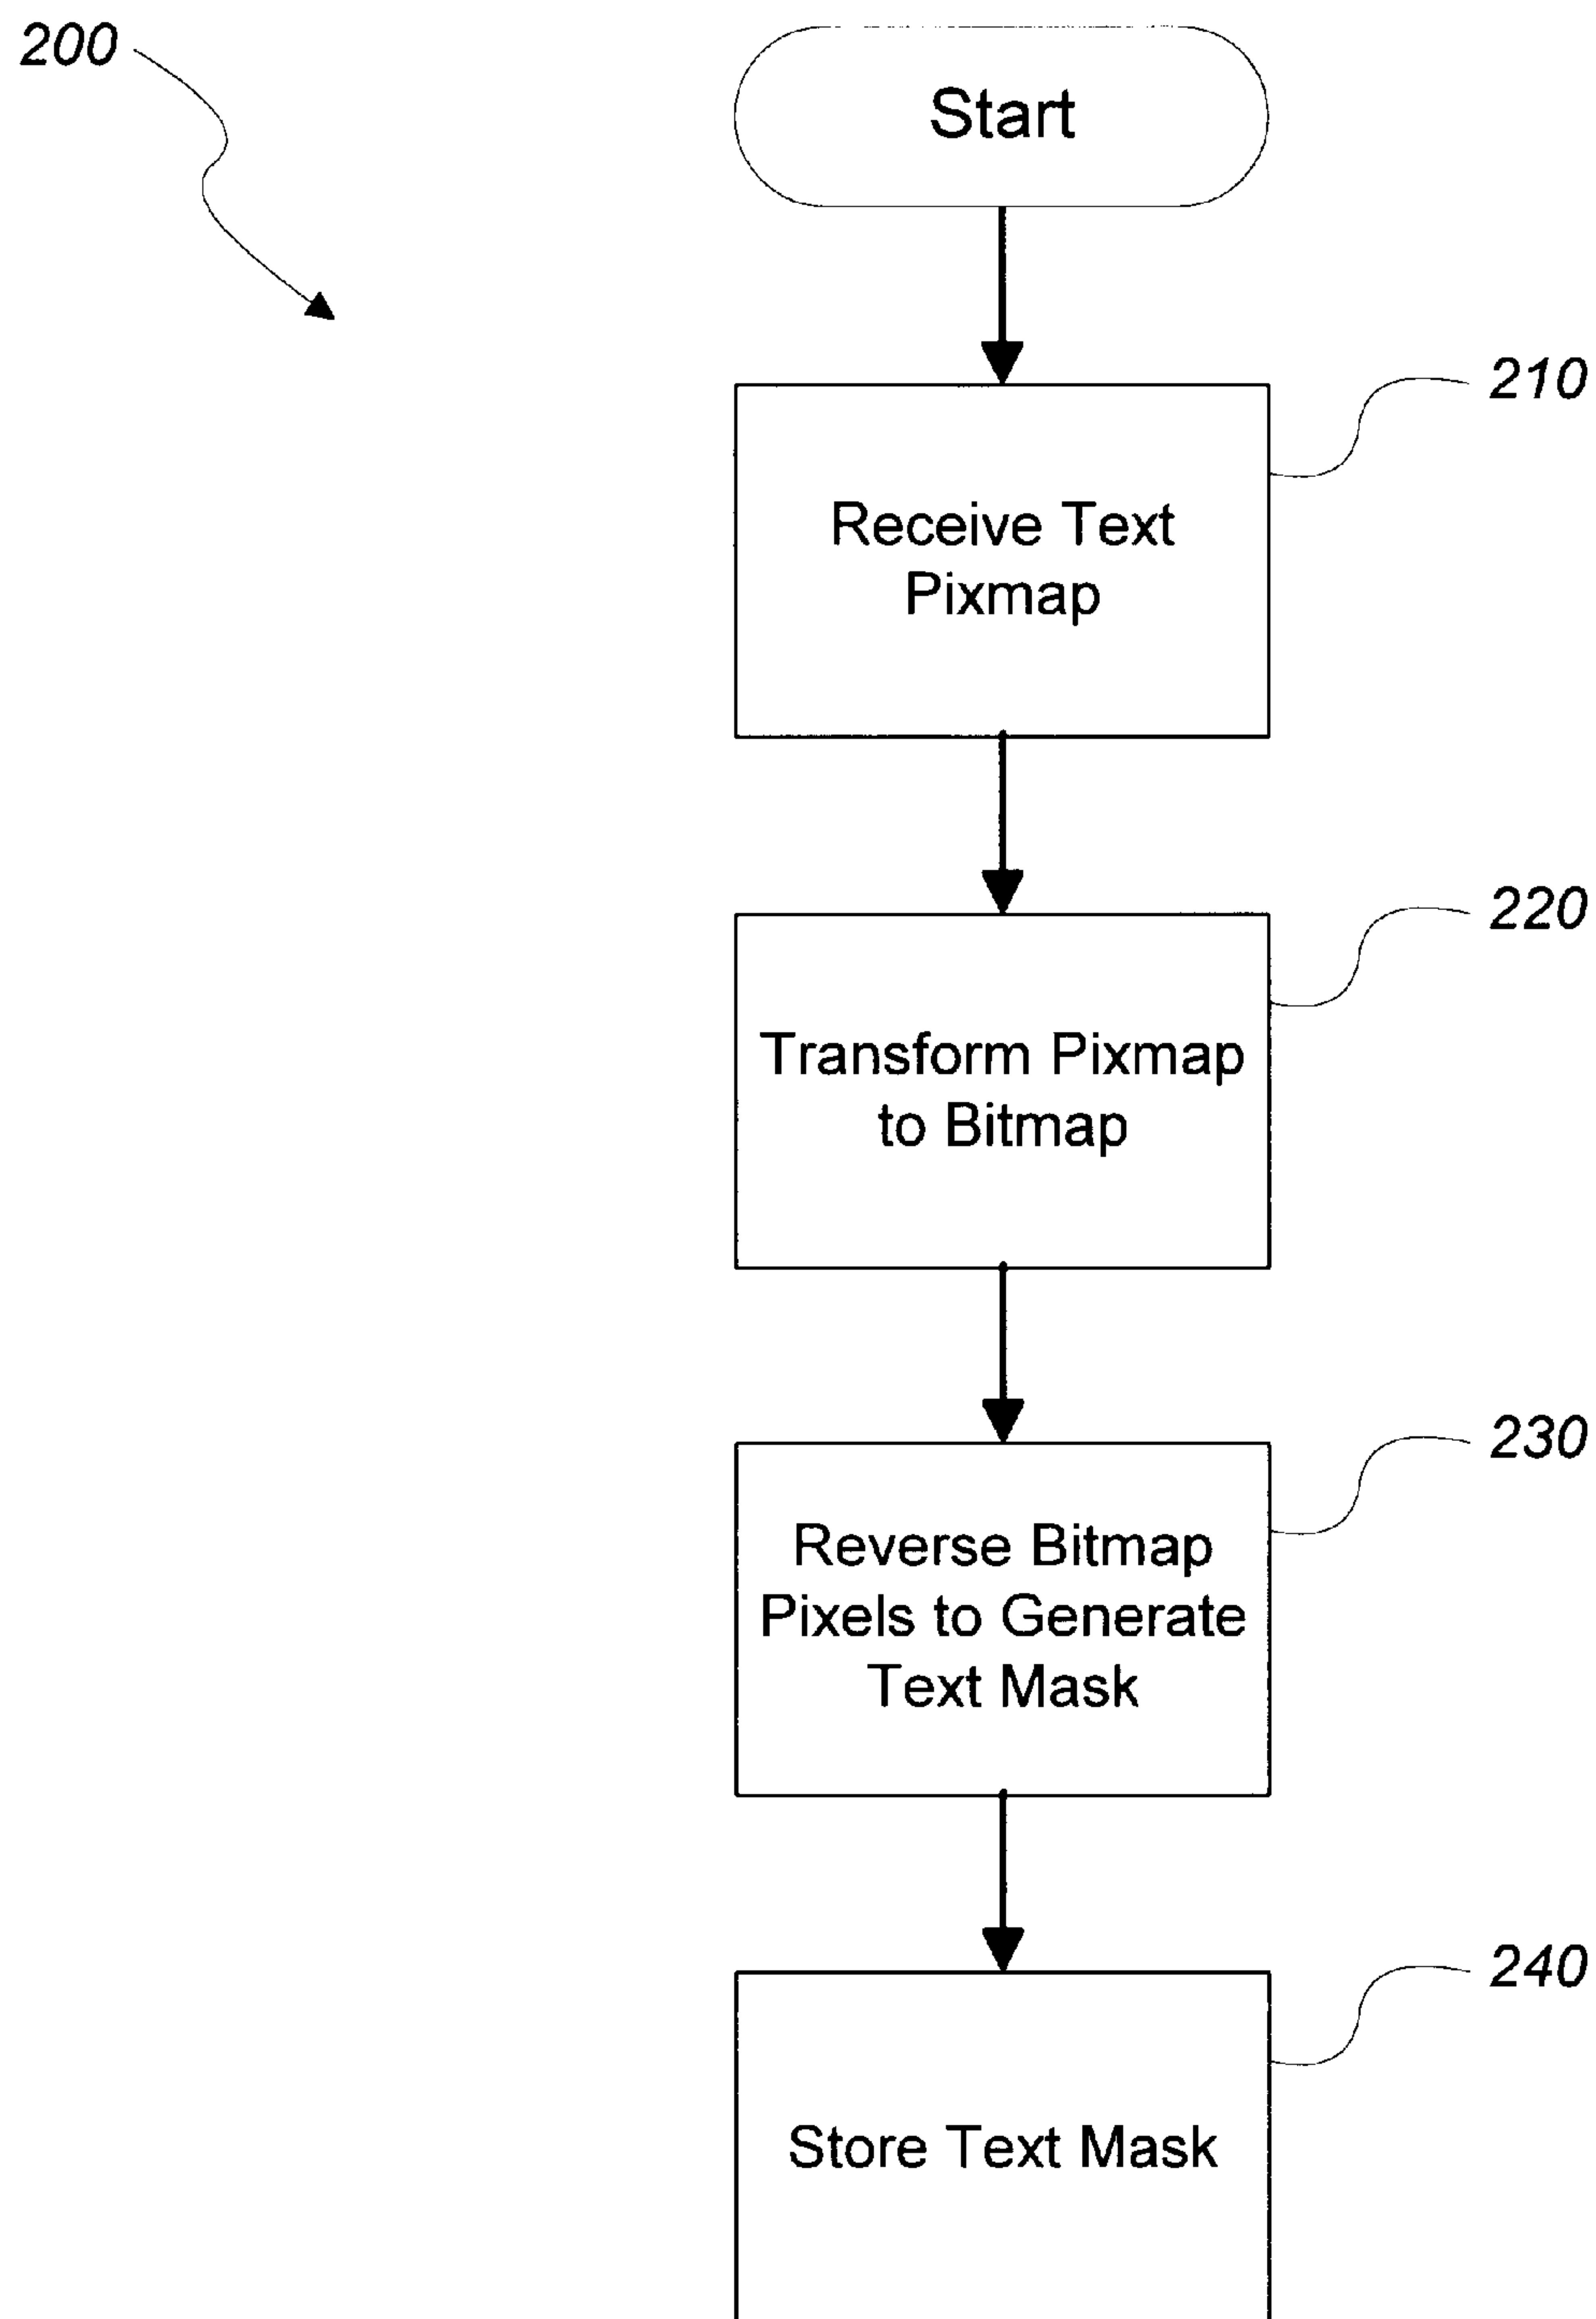 200
Start
210
Receive Text
Pixmap
220
Transform Pixmap
to Bitmap
230
Reverse Bitmap
Pixels to Generate
Text Mask
240
Store Text Mask